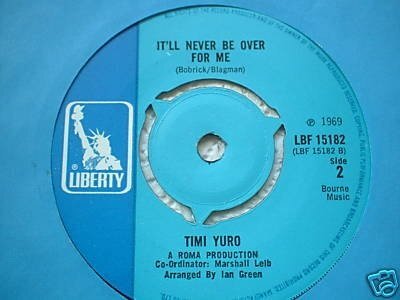 IT'LL NEVER BE OVER
FOR ME
(Bobrick/Blagman)
LIBERTY
℗ 1969
LBF 15182
(LBF 15182 B)
Side
2
Bourne
Music
TIMI YURO
A ROMA PRODUCTION
Co-Ordinator: Marshall Leib
Arranged By Ian Green
ebY